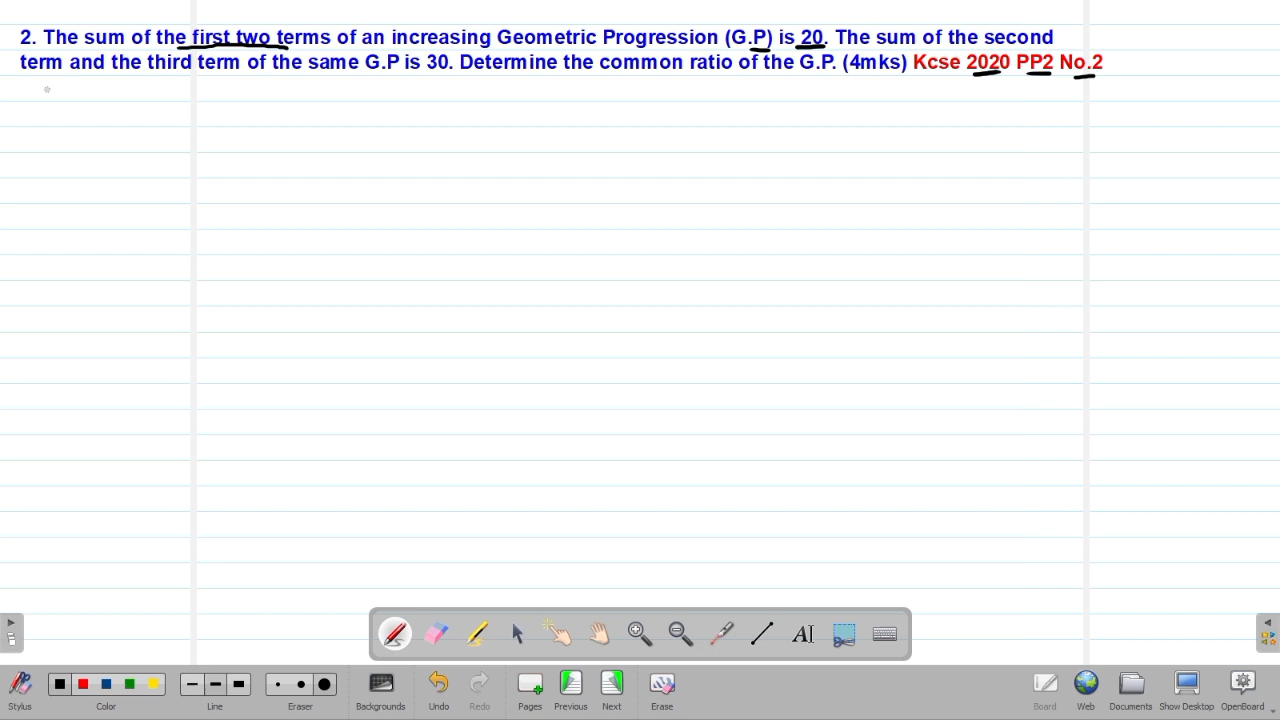 2. The sum of the first two terms of an increasing Geometric Progression (G.P) is 20. The sum of the second
term and the third term of the same G.P is 30. Determine the common ratio of the G.P. (4mks) Kcse 2020 PP2 No.2
AI
Stylus Color Line Eraser Backgrounds Undo Redo Pages Previous Next Erase Board Web Documents Show Desktop OpenBoard